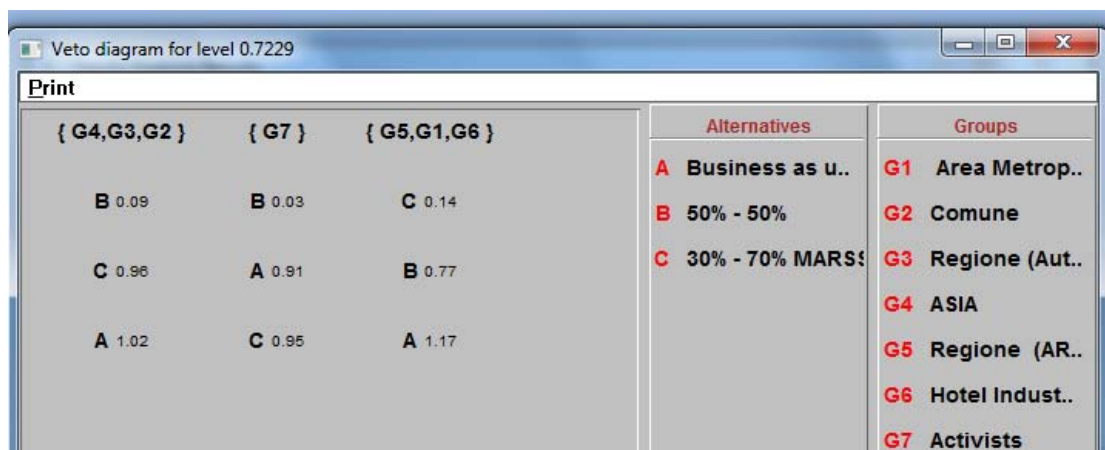 Veto diagram for level 0.7229
Print
{ G4,G3,G2 } { G7 } { G5,G1,G6 }
B 0.09 B 0.03 C 0.14
C 0.96 A 0.91 B 0.77
A 1.02 C 0.95 A 1.17
Alternatives
A Business as u..
B 50% - 50%
C 30% - 70% MARSS
Groups
G1 Area Metrop..
G2 Comune
G3 Regione (Aut..
G4 ASIA
G5 Regione (AR..
G6 Hotel Indust..
G7 Activists